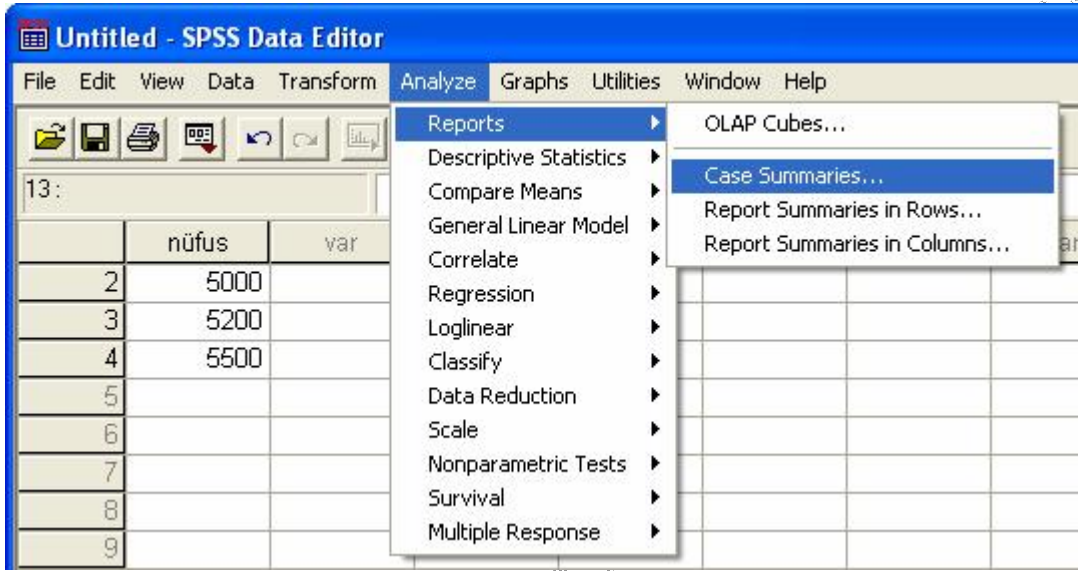 Untitled - SPSS Data Editor
File Edit View Data Transform Analyze Graphs Utilities Window Help
13:
nüfus var
2 5000
3 5200
4 5500
5
6
7
8
9
Reports
Descriptive Statistics
Compare Means
General Linear Model
Correlate
Regression
Loglinear
Classify
Data Reduction
Scale
Nonparametric Tests
Survival
Multiple Response
OLAP Cubes...
Case Summaries...
Report Summaries in Rows...
Report Summaries in Columns...